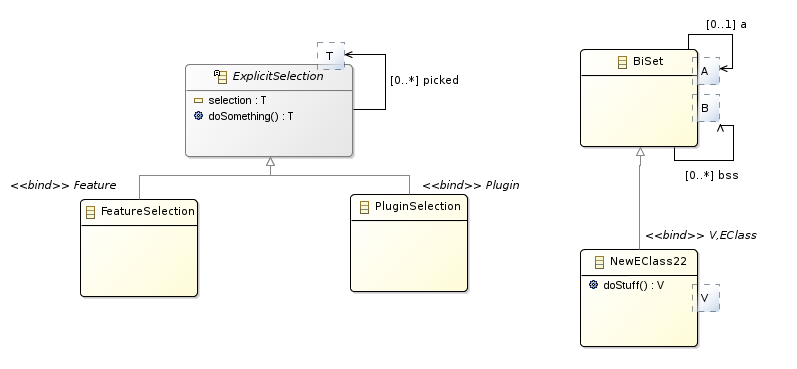 [0..1] a
T
ExplicitSelection
BiSet
A
[0..*] picked
selection : T
doSomething() : T
B
[0..*] bss
<<bind>> Feature
<<bind>> Plugin
FeatureSelection
PluginSelection
<<bind>> V,EClass
NewEClass22
doStuff() : V
V